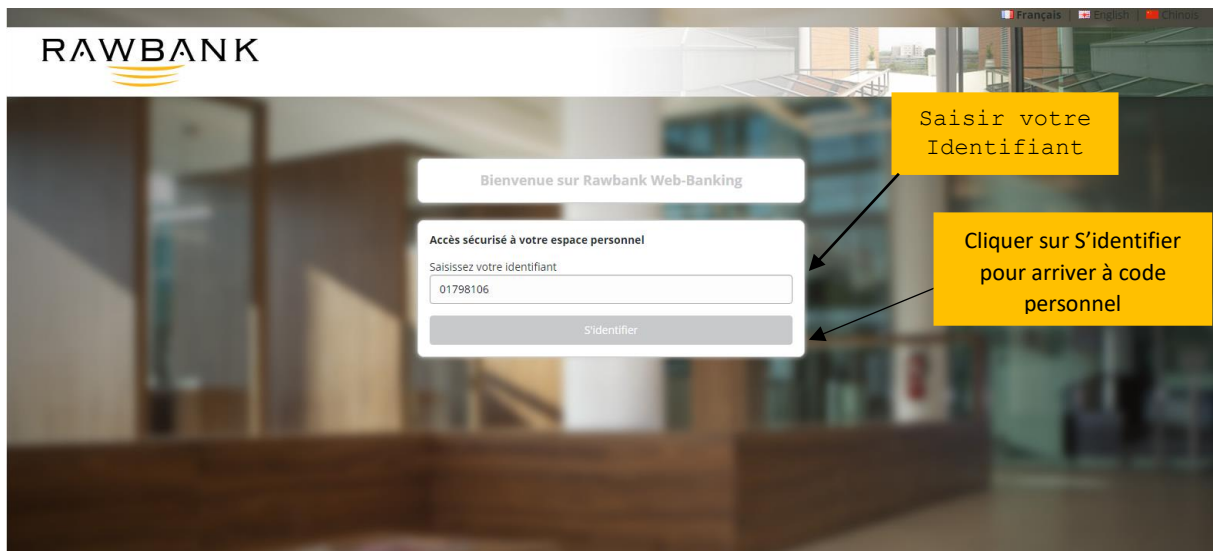 Français | English | Chinois
RAWBANK
Saisir votre
Identifiant
Bienvenue sur Rawbank Web-Banking
Accès sécurisé à votre espace personnel
Saisissez votre identifiant
01798106
S'identifier
Cliquer sur S’identifier
pour arriver à code
personnel